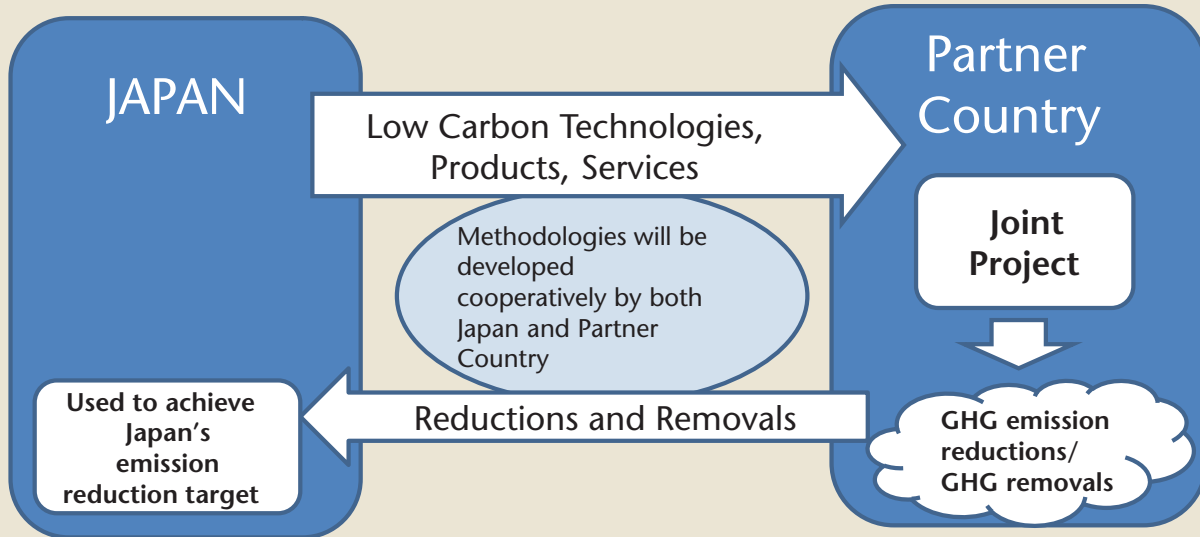 JAPAN
Partner
Country
Low Carbon Technologies,
Products, Services
Joint
Project
Methodologies will be
developed
cooperatively by both
Japan and Partner
Country
Used to achieve
Japan's
emission
reduction target
Reductions and Removals
GHG emission
reductions/
GHG removals